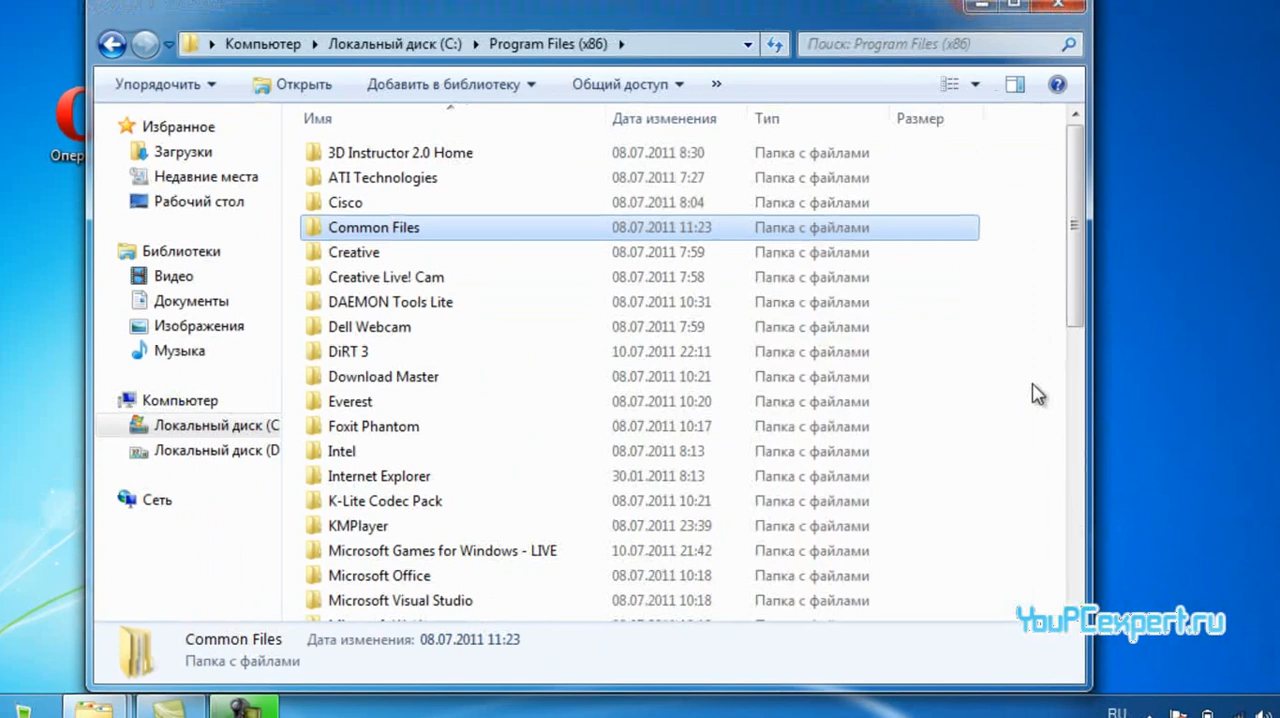 Компьютер Локальный диск (C:) Program Files (x86) Поиск: Program Files (x86)
Упорядочить Открыть Добавить в библиотеку Общий доступ »
Опер
Избранное
Загрузки
Недавние места
Рабочий стол
Библиотеки
Видео
Документы
Изображения
Музыка
Компьютер
Локальный диск (C
Локальный диск (D
Сеть
Имя Дата изменения Тип Размер
3D Instructor 2.0 Home 08.07.2011 8:30 Папка с файлами
ATI Technologies 08.07.2011 7:27 Папка с файлами
Cisco 08.07.2011 8:04 Папка с файлами
Common Files 08.07.2011 11:23 Папка с файлами
Creative 08.07.2011 7:59 Папка с файлами
Creative Live! Cam 08.07.2011 7:58 Папка с файлами
DAEMON Tools Lite 08.07.2011 10:31 Папка с файлами
Dell Webcam 08.07.2011 7:59 Папка с файлами
DiRT 3 10.07.2011 22:11 Папка с файлами
Download Master 08.07.2011 10:21 Папка с файлами
Everest 08.07.2011 10:20 Папка с файлами
Foxit Phantom 08.07.2011 10:17 Папка с файлами
Intel 08.07.2011 8:13 Папка с файлами
Internet Explorer 30.01.2011 8:13 Папка с файлами
K-Lite Codec Pack 08.07.2011 10:21 Папка с файлами
KMPlayer 08.07.2011 23:39 Папка с файлами
Microsoft Games for Windows - LIVE 10.07.2011 21:42 Папка с файлами
Microsoft Office 08.07.2011 10:18 Папка с файлами
Microsoft Visual Studio 08.07.2011 10:18 Папка с файлами
YouPCexpert.ru
Common Files Дата изменения: 08.07.2011 11:23
Папка с файлами
RU